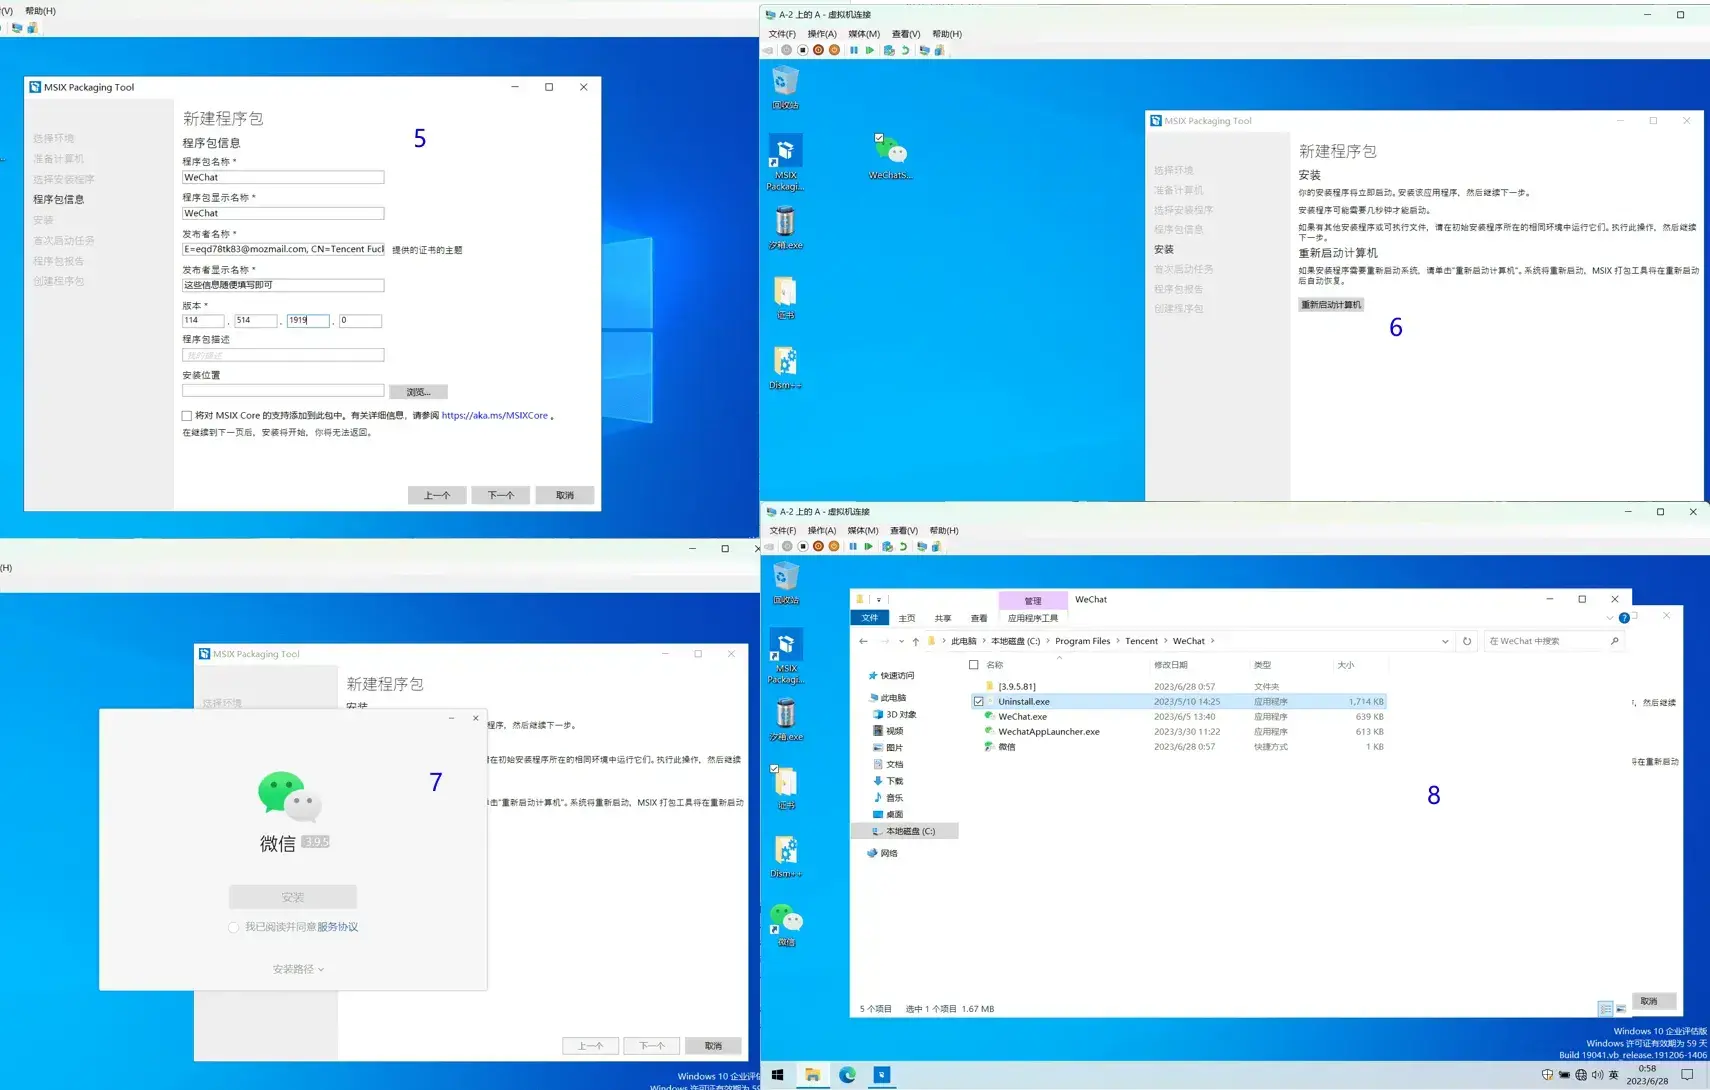 (V) 帮助(H)
MSIX Packaging Tool
选择环境
准备计算机
选择安装程序
程序包信息
安装
首次启动任务
程序包报告
创建程序包
新建程序包
5
程序包信息
程序包名称 *
WeChat
程序包显示名称 *
WeChat
发布者名称 *
E=eqd78tk83@mozmail.com, CN=Tencent Fuck 提供的证书的主题
发布者显示名称 *
这些信息随便填写即可
版本 *
114 . 514 . 1919 . 0
程序包描述
我的描述
安装位置
浏览...
将对 MSIX Core 的支持添加到此包中。有关详细信息，请参阅 https://aka.ms/MSIXCore 。
在继续到下一页后，安装将开始，你将无法返回。
上一个 下一个 取消
A-2 上的 A - 虚拟机连接
文件(F) 操作(A) 媒体(M) 查看(V) 帮助(H)
回收站
MSIX
Packagi...
WeChatS...
汐箱.exe
证书
Dism++
MSIX Packaging Tool
选择环境
准备计算机
选择安装程序
程序包信息
安装
首次启动任务
程序包报告
创建程序包
新建程序包
安装
你的安装程序将立即启动。安装该应用程序，然后继续下一步。
安装程序可能需要几秒钟才能启动。
如果有其他安装程序或可执行文件，请在初始安装程序所在的相同环境中运行它们。执行此操作，然后继续
下一步。
重新启动计算机
如果安装程序需要重新启动系统，请单击"重新启动计算机"。系统将重新启动，MSIX 打包工具将在重新启动
后自动恢复。
重新启动计算机
6
(H)
MSIX Packaging Tool
选择环境
新建程序包
安装
程序，然后继续下一步。
在初始安装程序所在的相同环境中运行它们。执行此操作，然后继续
击"重新启动计算机"。系统将重新启动，MSIX 打包工具将在重新启动
7
微信 3.9.5
安装
我已阅读并同意服务协议
安装路径
上一个 下一个 取消
Windows 10 企业评估
Windows 许可证有效期为 59
A-2 上的 A - 虚拟机连接
文件(F) 操作(A) 媒体(M) 查看(V) 帮助(H)
回收站
MSIX
Packagi...
汐箱.exe
证书
Dism++
微信
管理 WeChat
文件 主页 共享 查看 应用程序工具
此电脑 本地磁盘 (C:) Program Files Tencent WeChat
在 WeChat 中搜索
快速访问
此电脑
3D 对象
视频
图片
文档
下载
音乐
桌面
本地磁盘 (C:)
网络
名称 修改日期 类型 大小
[3.9.5.81] 2023/6/28 0:57 文件夹
Uninstall.exe 2023/5/10 14:25 应用程序 1,714 KB
WeChat.exe 2023/6/5 13:40 应用程序 639 KB
WechatAppLauncher.exe 2023/3/30 11:22 应用程序 613 KB
微信 2023/6/28 0:57 快捷方式 1 KB
8
，然后继续
将在重新启动
5 个项目 选中 1 个项目 1.67 MB
取消
Windows 10 企业评估版
Windows 许可证有效期为 59 天
Build 19041.vb_release.191206-1406
英
0:58
2023/6/28